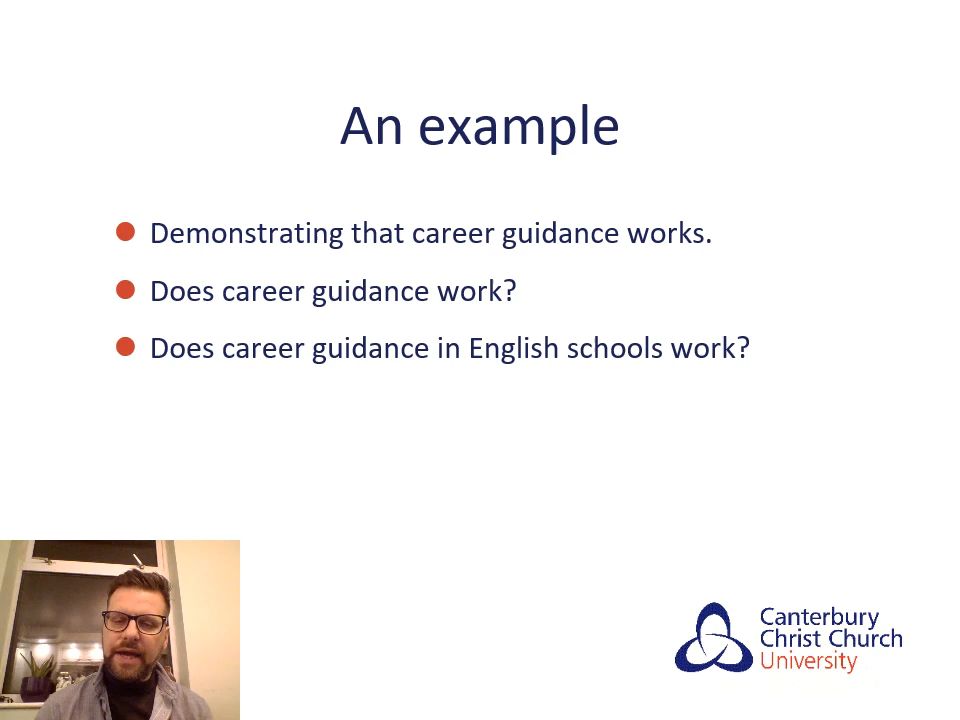 An example
Demonstrating that career guidance works.
Does career guidance work?
Does career guidance in English schools work?
Canterbury
Christ Church
University